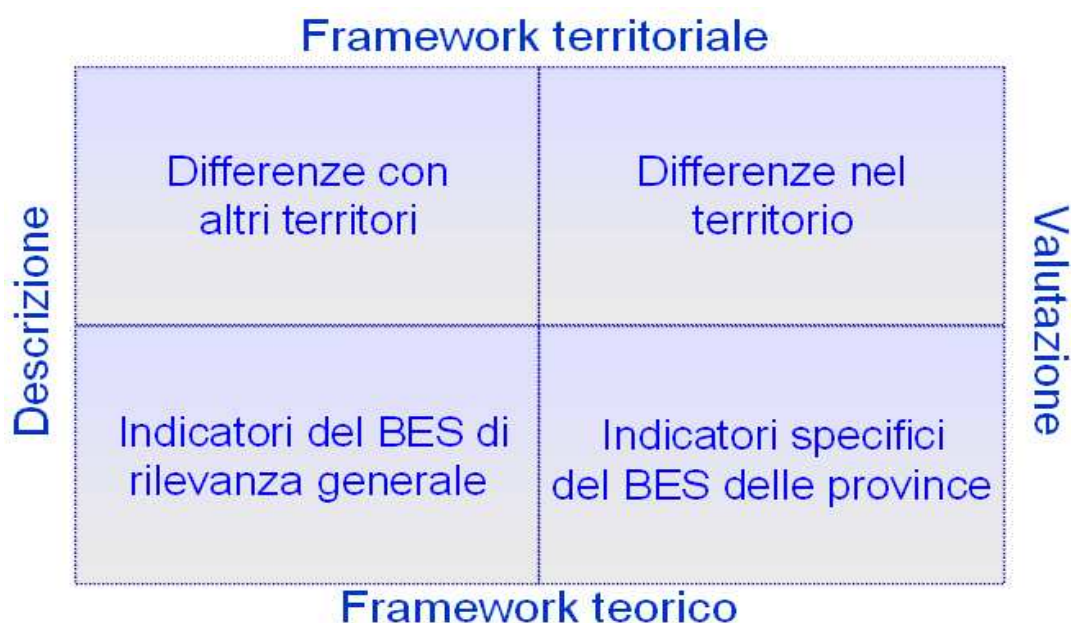 Framework territoriale
Differenze con
altri territori
Differenze nel
territorio
Descrizione
Valutazione
Indicatori del BES di
rilevanza generale
Indicatori specifici
del BES delle province
Framework teorico